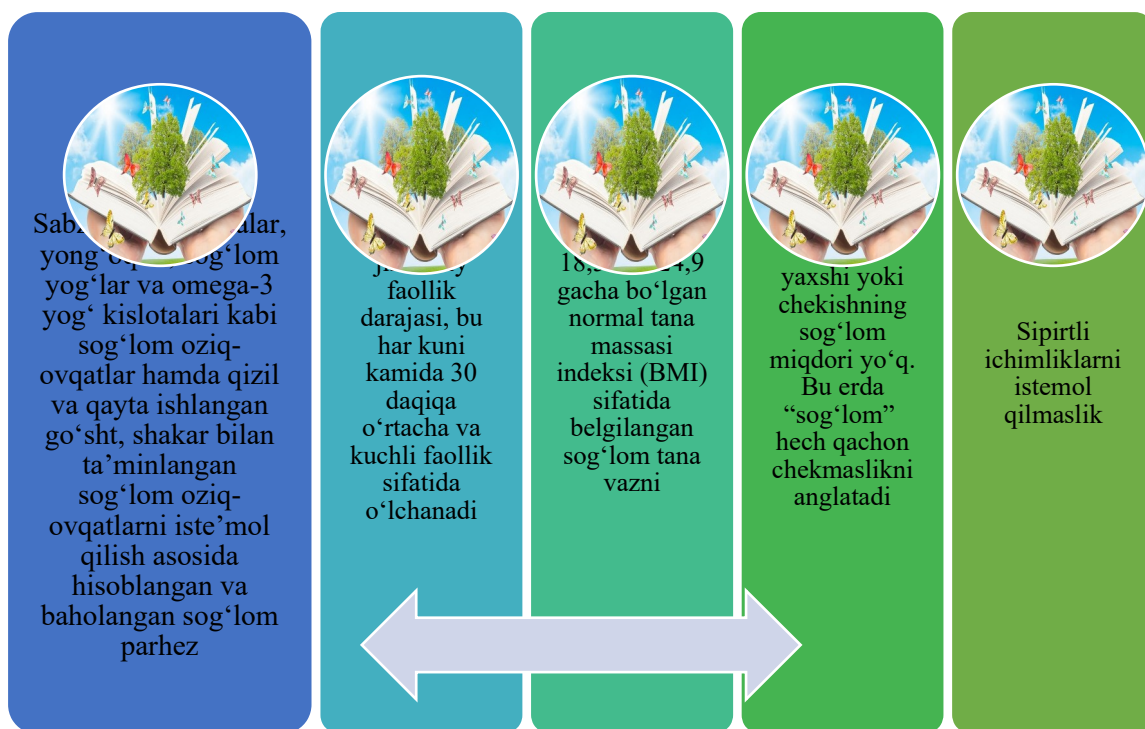 alar,
yog‘lom
yog‘lar va omega-3
yog‘ kislotalari kabi
sog‘lom oziq-
ovqatlar hamda qizil
va qayta ishlangan
go‘sht, shakar bilan
ta’minlangan
sog‘lom oziq-
ovqatlarni iste’mol
qilish asosida
hisoblangan va
baholangan sog‘lom
parhez
faollik
darajasi, bu
har kuni
kamida 30
daqiqa
o‘rtacha va
kuchli faollik
sifatida
o‘lchanadi
gacha bo‘lgan
normal tana
massasi
indeksi (BMI)
sifatida
belgilangan
sog‘lom tana
vazni
yaxshi yoki
chekishning
sog‘lom
miqdori yo‘q.
Bu erda
“sog‘lom”
hech qachon
chekmaslikni
anglatadi
Sipirtli
ichimliklarni
istemol
qilmaslik